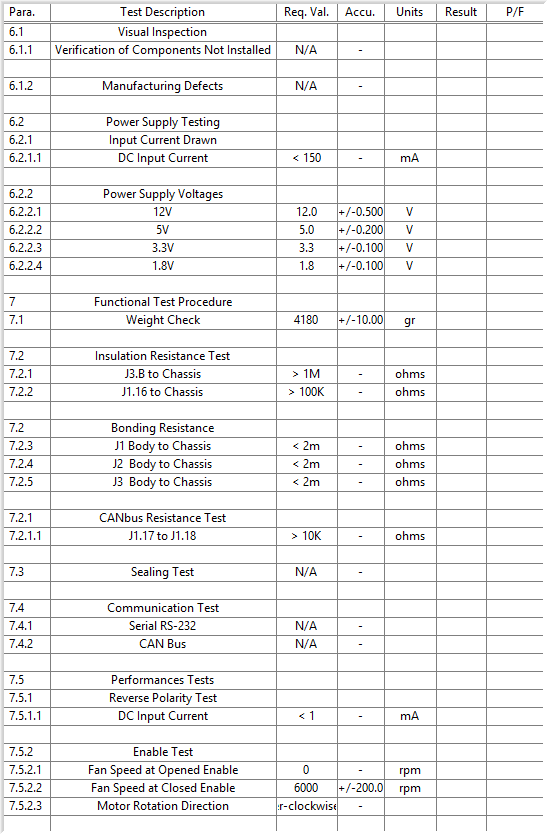 Para. Test Description Req. Val. Accu. Units Result P/F
6.1 Visual Inspection
6.1.1 Verification of Components Not Installed N/A -
6.1.2 Manufacturing Defects N/A -
6.2 Power Supply Testing
6.2.1 Input Current Drawn
6.2.1.1 DC Input Current < 150 - mA
6.2.2 Power Supply Voltages
6.2.2.1 12V 12.0 +/-0.500 V
6.2.2.2 5V 5.0 +/-0.200 V
6.2.2.3 3.3V 3.3 +/-0.100 V
6.2.2.4 1.8V 1.8 +/-0.100 V
7 Functional Test Procedure
7.1 Weight Check 4180 +/-10.00 gr
7.2 Insulation Resistance Test
7.2.1 J3.B to Chassis > 1M - ohms
7.2.2 J1.16 to Chassis > 100K - ohms
7.2 Bonding Resistance
7.2.3 J1 Body to Chassis < 2m - ohms
7.2.4 J2 Body to Chassis < 2m - ohms
7.2.5 J3 Body to Chassis < 2m - ohms
7.2.1 CANbus Resistance Test
7.2.1.1 J1.17 to J1.18 > 10K - ohms
7.3 Sealing Test N/A -
7.4 Communication Test
7.4.1 Serial RS-232 N/A -
7.4.2 CAN Bus N/A -
7.5 Performances Tests
7.5.1 Reverse Polarity Test
7.5.1.1 DC Input Current < 1 - mA
7.5.2 Enable Test
7.5.2.1 Fan Speed at Opened Enable 0 - rpm
7.5.2.2 Fan Speed at Closed Enable 6000 +/-200.0 rpm
7.5.2.3 Motor Rotation Direction r-clockwise -